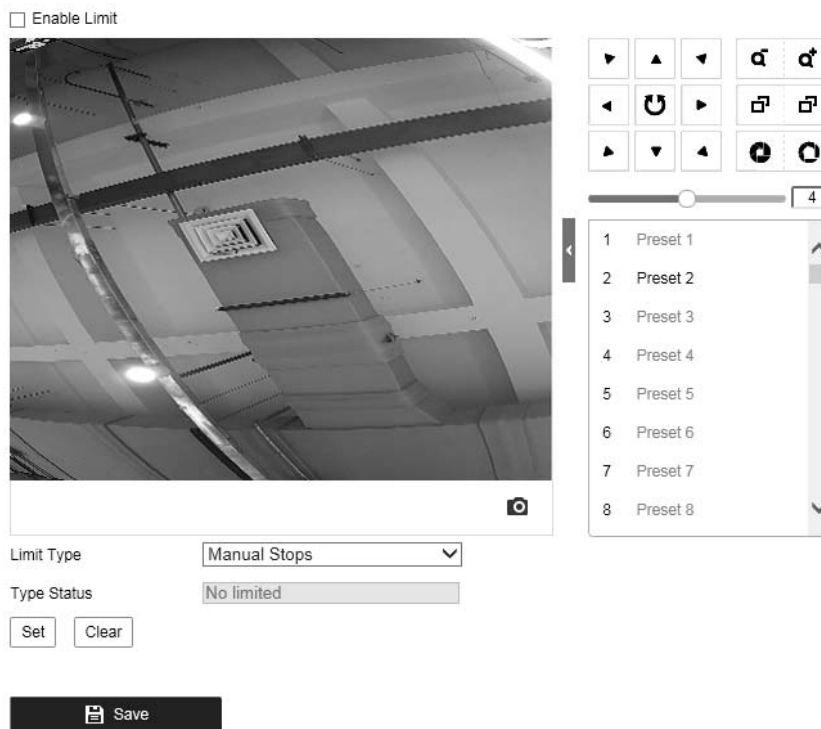 Enable Limit
4
1 Preset 1
2 Preset 2
3 Preset 3
4 Preset 4
5 Preset 5
6 Preset 6
7 Preset 7
8 Preset 8
Limit Type Manual Stops
Type Status No limited
Set Clear
Save